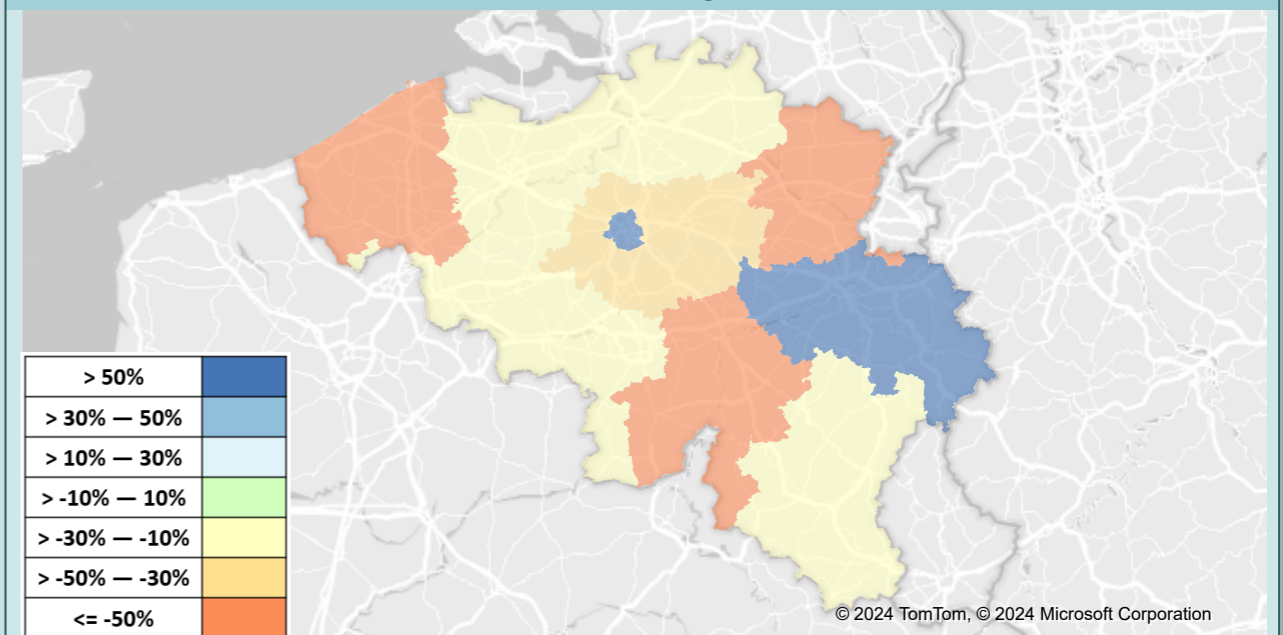 > 50%
> 30% — 50%
> 10% — 30%
> -10% — 10%
> -30% — -10%
> -50% — -30%
<= -50%
© 2024 TomTom, © 2024 Microsoft Corporation